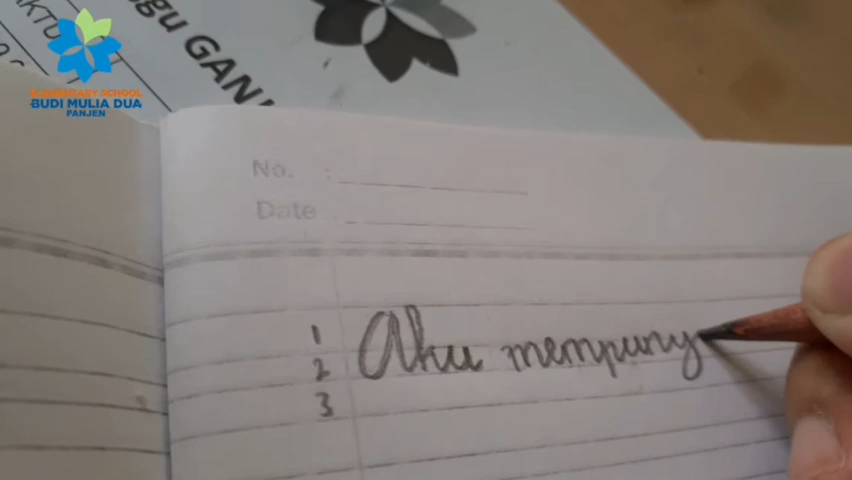 ELEMENTARY SCHOOL
BUDI MULIA DUA
PANJEN
No. :
Date
1
2
3
Aku mempuny